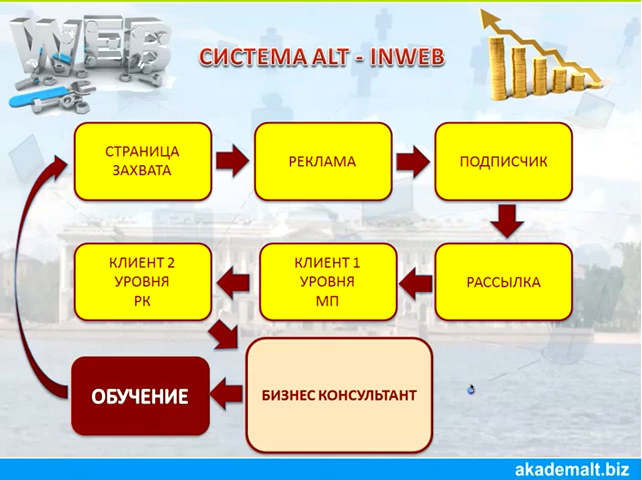 WEB
СИСТЕМА ALT - INWEB
СТРАНИЦА
ЗАХВАТА
РЕКЛАМА
ПОДПИСЧИК
КЛИЕНТ 2
УРОВНЯ
РК
КЛИЕНТ 1
УРОВНЯ
МП
РАССЫЛКА
ОБУЧЕНИЕ
БИЗНЕС КОНСУЛЬТАНТ
akademalt.biz